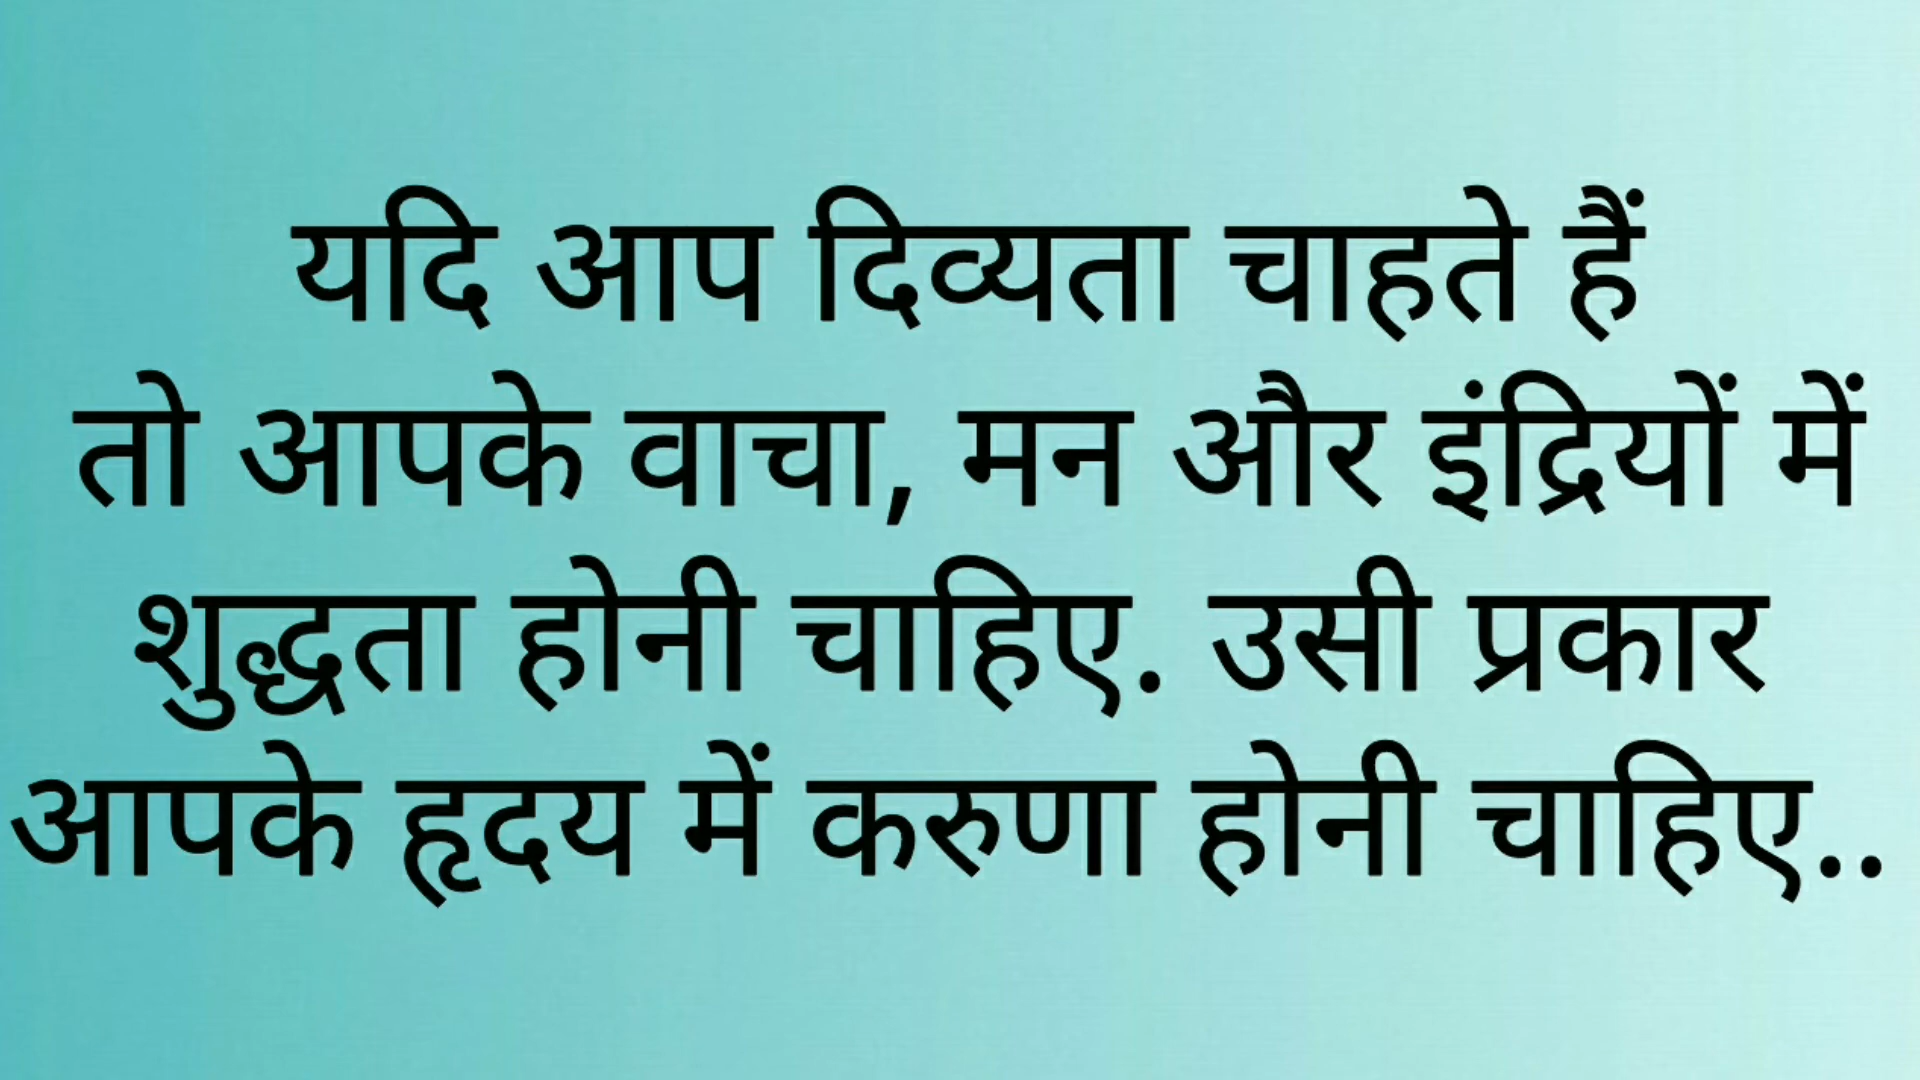 यदि आप दिव्यता चाहते हैं
तो आपके वाचा, मन और इंद्रियों में
शुद्धता होनी चाहिए. उसी प्रकार
आपके हृदय में करुणा होनी चाहिए..